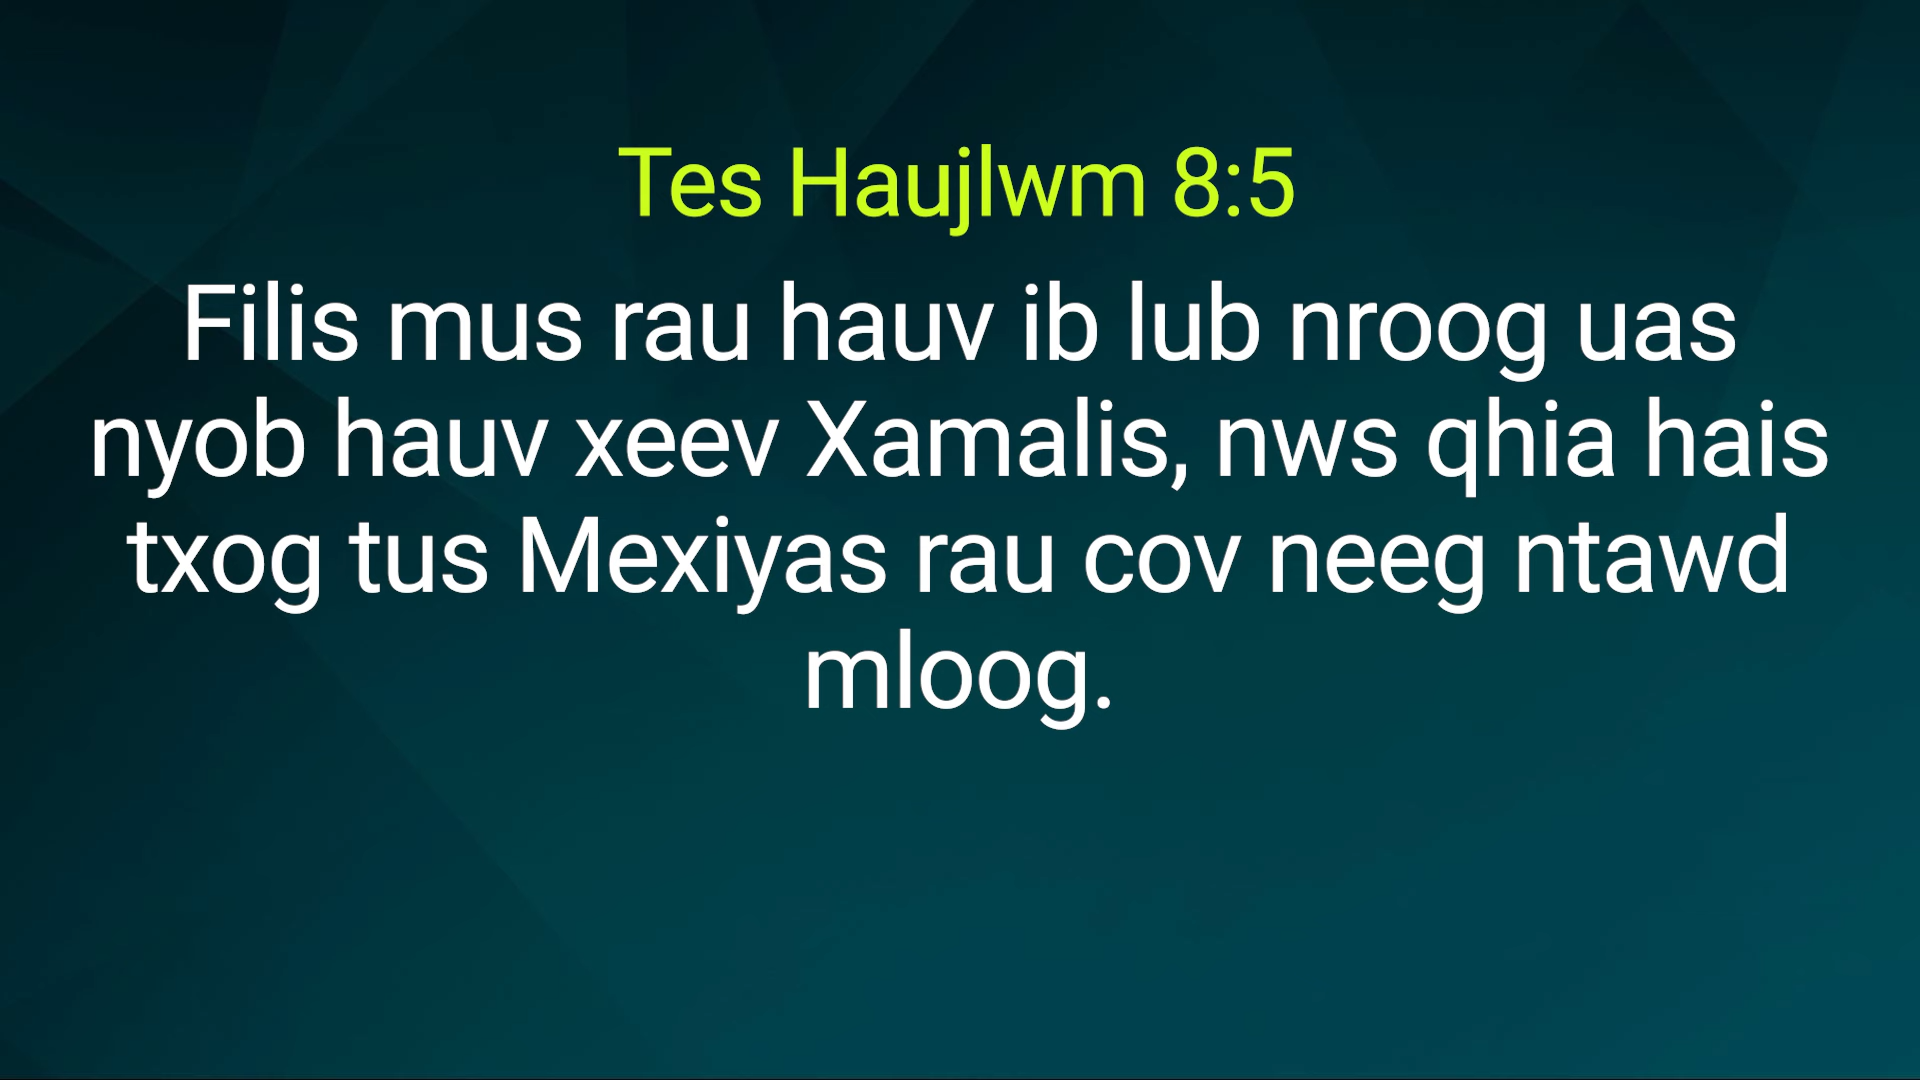 Tes Haujlwm 8:5
Filis mus rau hauv ib lub nroog uas
nyob hauv xeev Xamalis, nws qhia hais
txog tus Mexiyas rau cov neeg ntawd
mloog.